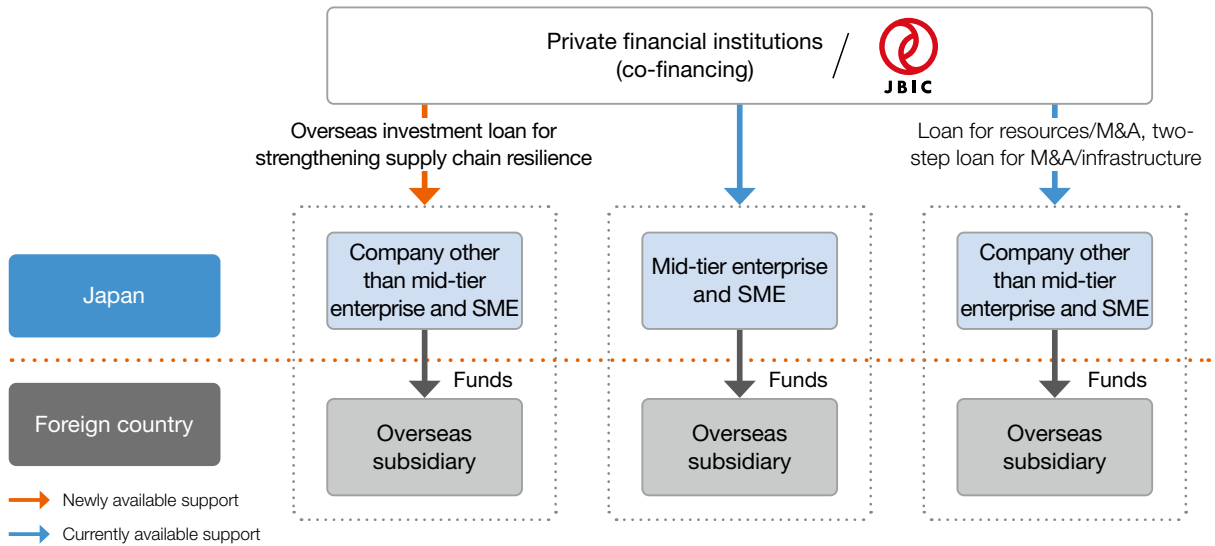 Private financial institutions
(co-financing)
/
JBIC
Overseas investment loan for
strengthening supply chain resilience
Loan for resources/M&A, two-
step loan for M&A/infrastructure
Japan
Company other
than mid-tier
enterprise and SME
Mid-tier enterprise
and SME
Company other
than mid-tier
enterprise and SME
Funds
Funds
Funds
Foreign country
Overseas
subsidiary
Overseas
subsidiary
Overseas
subsidiary
Newly available support
Currently available support